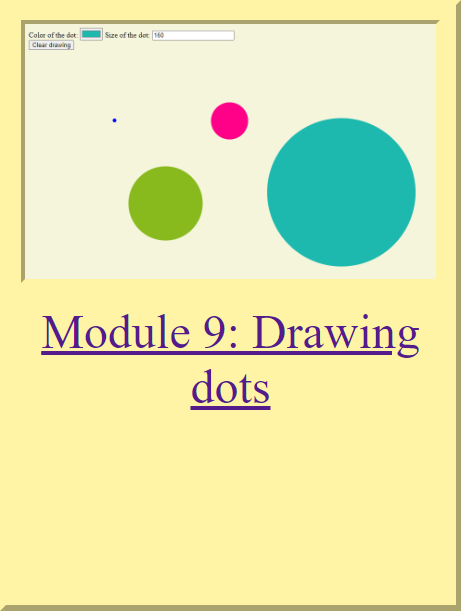 Color of the dot: Size of the dot: 160
Clear drawing
Module 9: Drawing
dots